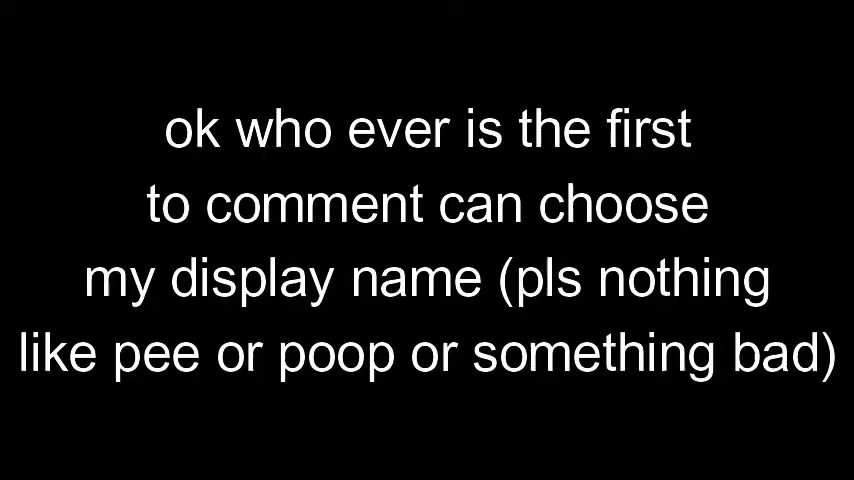 ok who ever is the first
to comment can choose
my display name (pls nothing
like pee or poop or something bad)